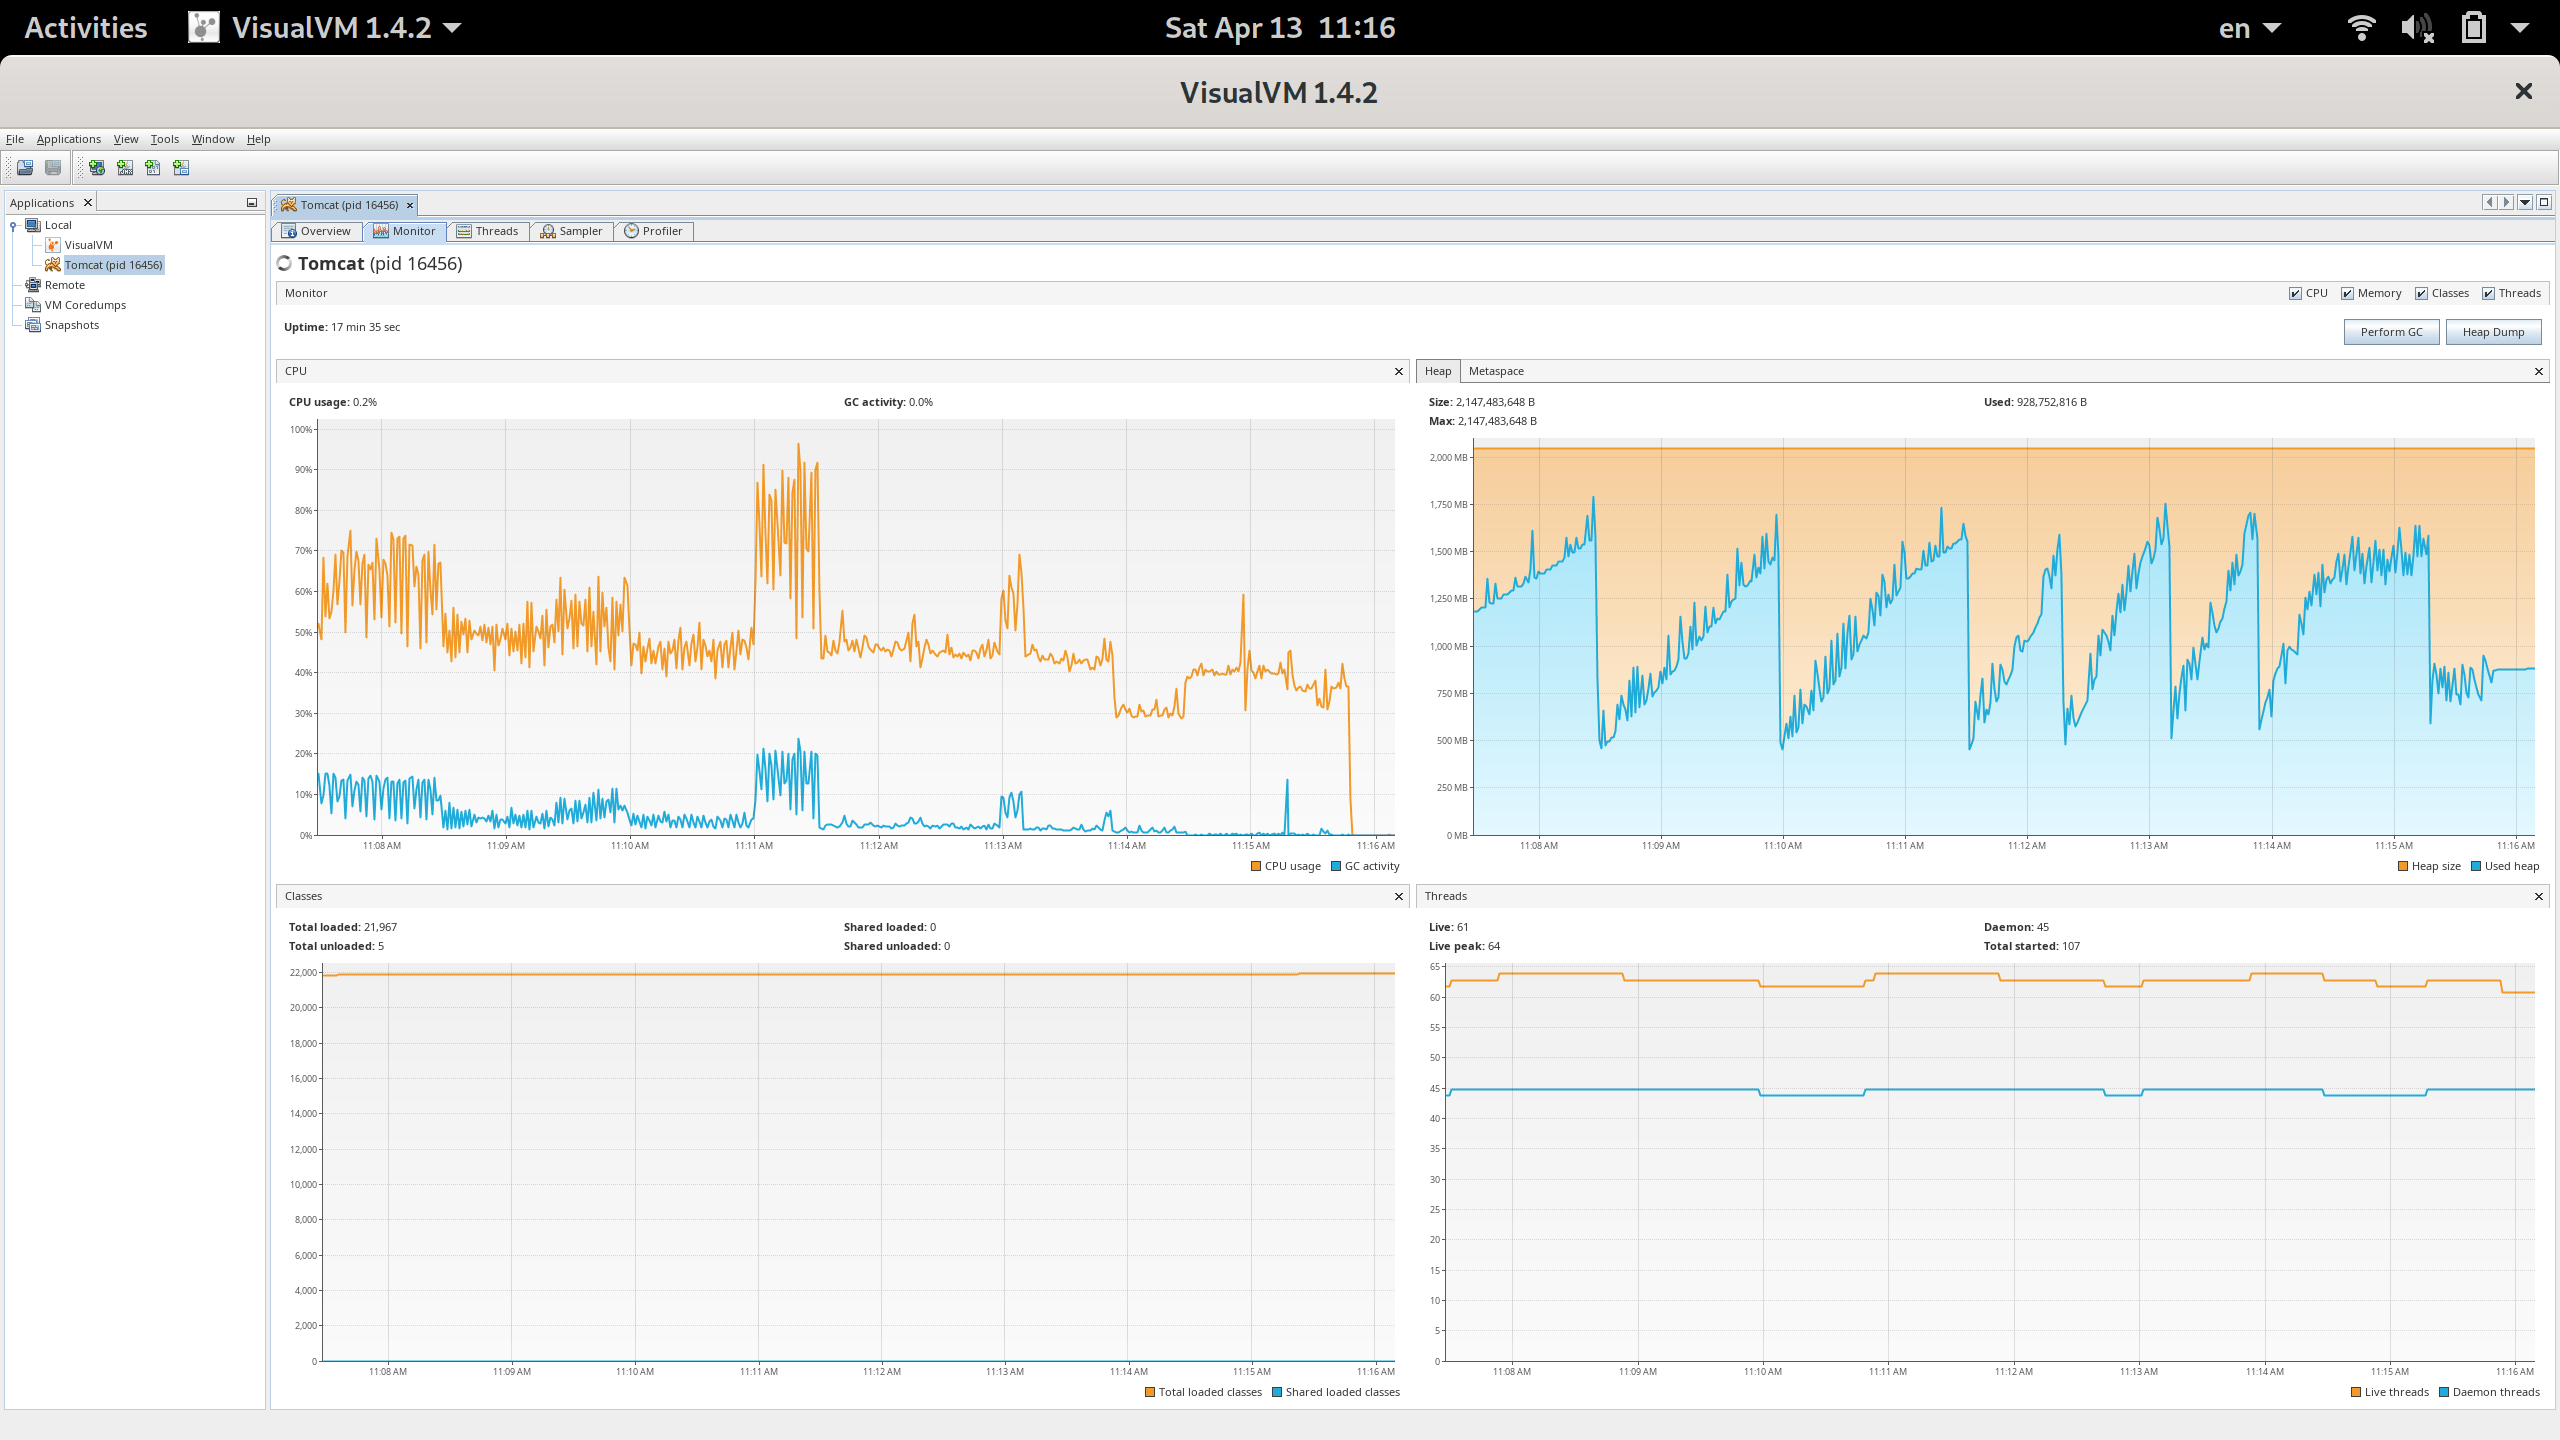 Activities VisualVM 1.4.2 Sat Apr 13 11:16 en
VisualVM 1.4.2
File Applications View Tools Window Help
Applications
Local
VisualVM
Tomcat (pid 16456)
Remote
VM Coredumps
Snapshots
Tomcat (pid 16456)
Overview Monitor Threads Sampler Profiler
Tomcat (pid 16456)
Monitor CPU Memory Classes Threads
Uptime: 17 min 35 sec Perform GC Heap Dump
CPU
CPU usage: 0.2% GC activity: 0.0%
100%
90%
80%
70%
60%
50%
40%
30%
20%
10%
0%
11:08 AM 11:09 AM 11:10 AM 11:11 AM 11:12 AM 11:13 AM 11:14 AM 11:15 AM 11:16 AM
CPU usage GC activity
Heap Metaspace
Size: 2,147,483,648 B Used: 928,752,816 B
Max: 2,147,483,648 B
2,000 MB
1,750 MB
1,500 MB
1,250 MB
1,000 MB
750 MB
500 MB
250 MB
0 MB
11:08 AM 11:09 AM 11:10 AM 11:11 AM 11:12 AM 11:13 AM 11:14 AM 11:15 AM 11:16 AM
Heap size Used heap
Classes
Total loaded: 21,967 Shared loaded: 0
Total unloaded: 5 Shared unloaded: 0
22,000
20,000
18,000
16,000
14,000
12,000
10,000
8,000
6,000
4,000
2,000
0
11:08 AM 11:09 AM 11:10 AM 11:11 AM 11:12 AM 11:13 AM 11:14 AM 11:15 AM 11:16 AM
Total loaded classes Shared loaded classes
Threads
Live: 61 Daemon: 45
Live peak: 64 Total started: 107
65
60
55
50
45
40
35
30
25
20
15
10
5
0
11:08 AM 11:09 AM 11:10 AM 11:11 AM 11:12 AM 11:13 AM 11:14 AM 11:15 AM 11:16 AM
Live threads Daemon threads